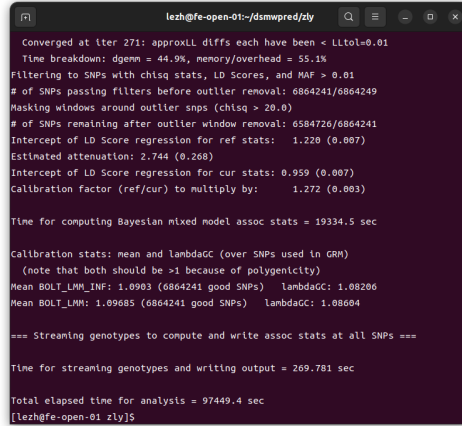 lezh@fe-open-01:~/dsmwpred/zly
Converged at iter 271: approxLL diffs each have been < LLtol=0.01
Time breakdown: dgemm = 44.9%, memory/overhead = 55.1%
Filtering to SNPs with chisq stats, LD Scores, and MAF > 0.01
# of SNPs passing filters before outlier removal: 6864241/6864249
Masking windows around outlier snps (chisq > 20.0)
# of SNPs remaining after outlier window removal: 6584726/6864241
Intercept of LD Score regression for ref stats:   1.220 (0.007)
Estimated attenuation: 2.744 (0.268)
Intercept of LD Score regression for cur stats: 0.959 (0.007)
Calibration factor (ref/cur) to multiply by:      1.272 (0.003)
Time for computing Bayesian mixed model assoc stats = 19334.5 sec
Calibration stats: mean and lambdaGC (over SNPs used in GRM)
(note that both should be >1 because of polygenicity)
Mean BOLT_LMM_INF: 1.0903 (6864241 good SNPs)   lambdaGC: 1.08206
Mean BOLT_LMM: 1.09685 (6864241 good SNPs)   lambdaGC: 1.08604
=== Streaming genotypes to compute and write assoc stats at all SNPs ===
Time for streaming genotypes and writing output = 269.781 sec
Total elapsed time for analysis = 97449.4 sec
[lezh@fe-open-01 zly]$